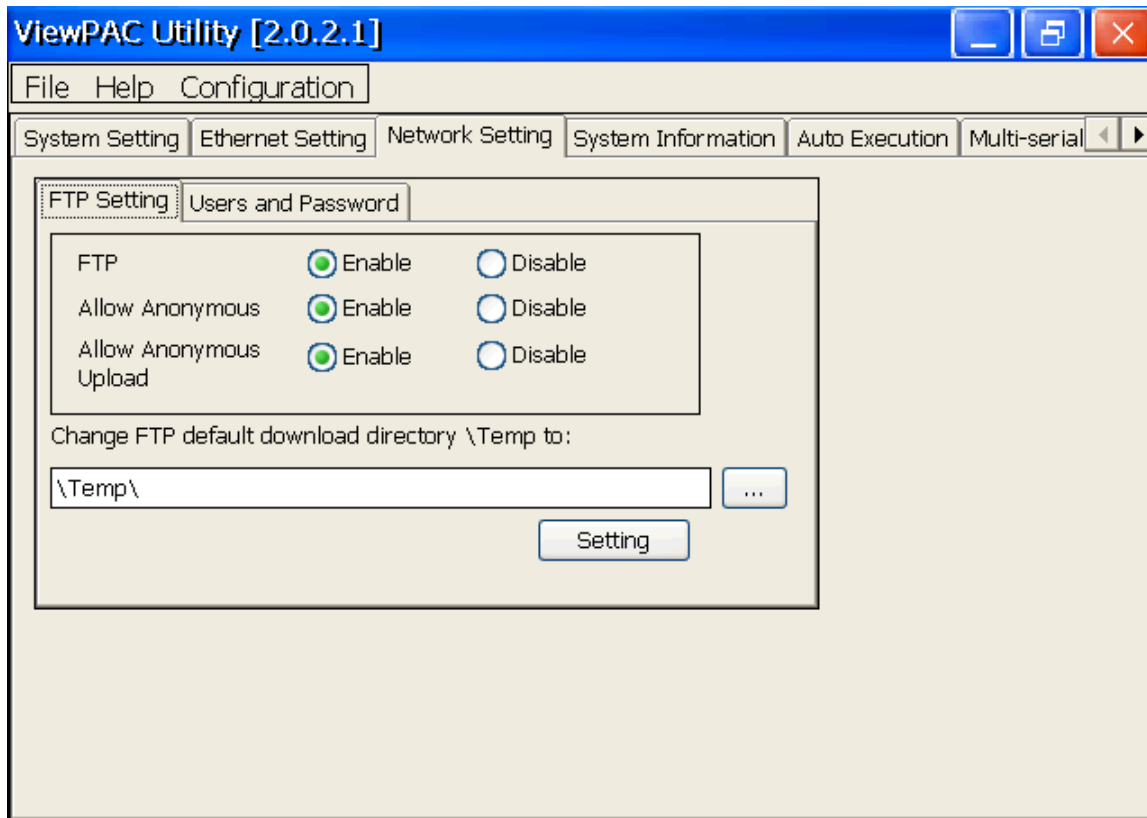 ViewPAC Utility [2.0.2.1]
File Help Configuration
System Setting Ethernet Setting Network Setting System Information Auto Execution Multi-serial
FTP Setting Users and Password
FTP Enable Disable
Allow Anonymous Enable Disable
Allow Anonymous Upload Enable Disable
Change FTP default download directory \Temp to:
\Temp\ ...
Setting